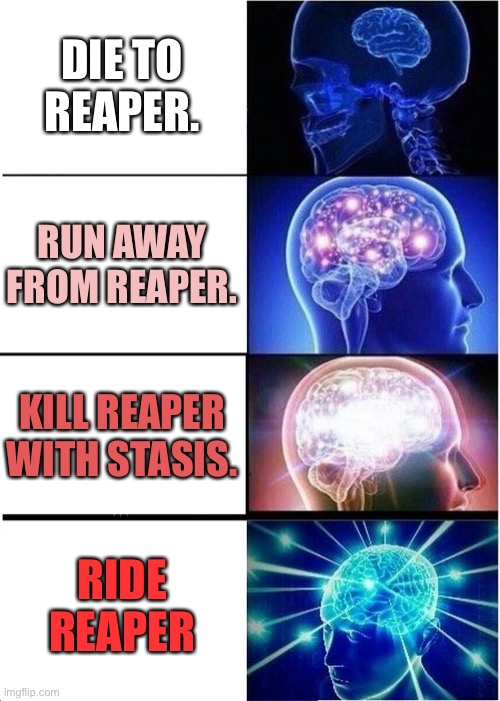 DIE TO
REAPER.
RUN AWAY
FROM REAPER.
KILL REAPER
WITH STASIS.
RIDE
REAPER
imgflip.com